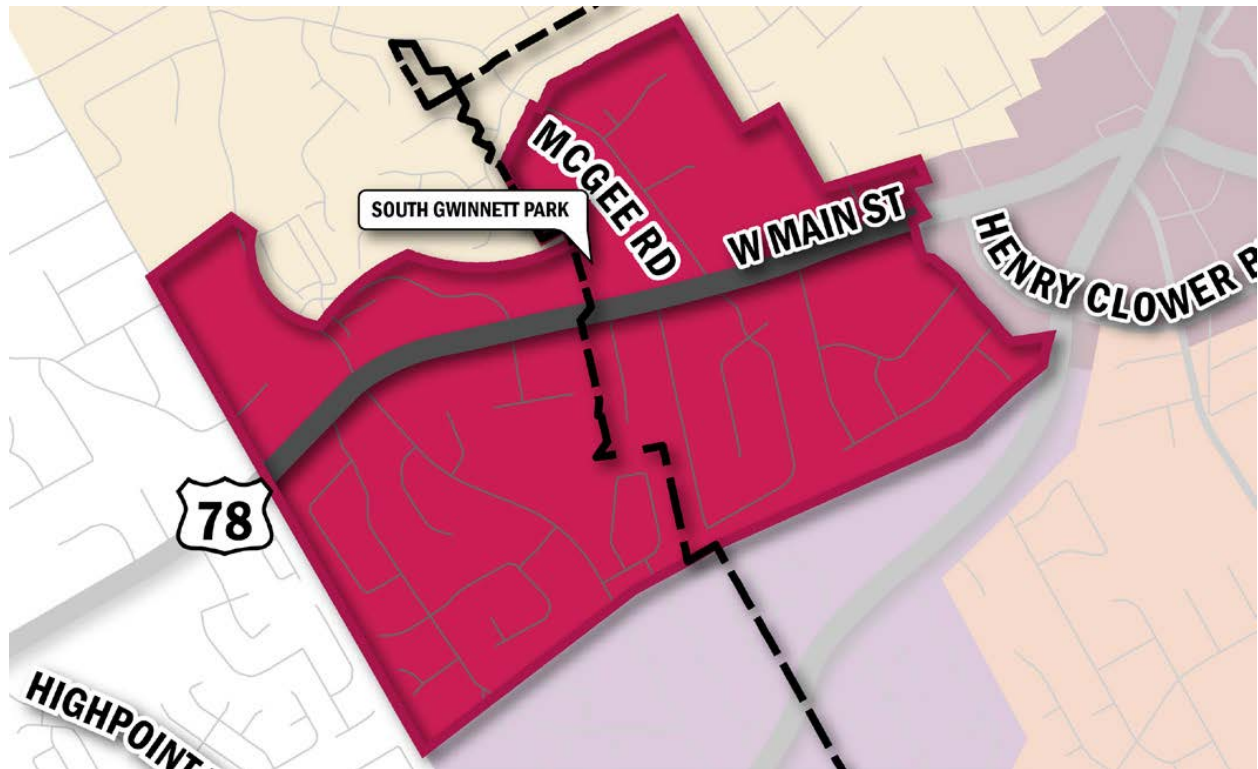 MCGEE RD
SOUTH GWINNETT PARK
W MAIN ST
HENRY CLOWER B
78
HIGHPOINT